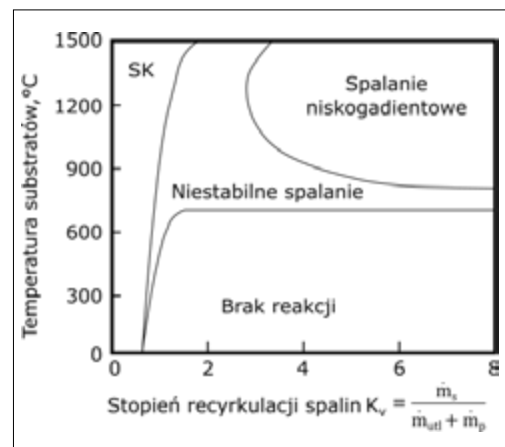 1500
1200
900
600
300
0
Temperatura substratów,°C
SK
Spalanie
niskogadientowe
Niestabilne spalanie
Brak reakcji
2
4
6
8
Stopień recyrkulacji spalin Kᵥ = ṁₛ / (ṁᵤₜₗ + ṁₚ)